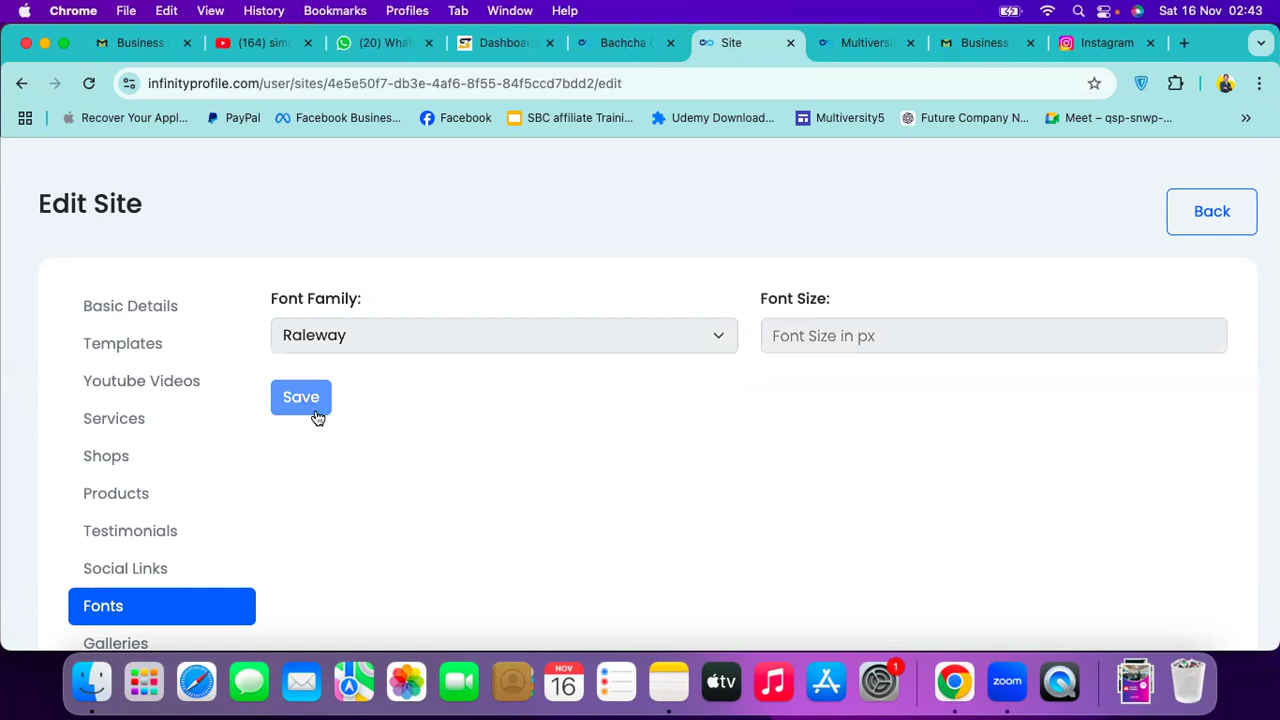 Chrome File Edit View History Bookmarks Profiles Tab Window Help Sat 16 Nov 02:43
Business (164) sim (20) Wha Dashboa Bachcha Site Multivers Business Instagram
infinityprofile.com/user/sites/4e5e50f7-db3e-4af6-8f55-84f5ccd7bdd2/edit
Recover Your Appl... PayPal Facebook Busines... Facebook SBC affiliate Traini... Udemy Download... Multiversity5 Future Company N... Meet – qsp-snwp-...
Edit Site
Back
Basic Details
Templates
Youtube Videos
Services
Shops
Products
Testimonials
Social Links
Fonts
Galleries
Font Family:
Raleway
Font Size:
Font Size in px
Save
NOV
16
tv
zoom
1